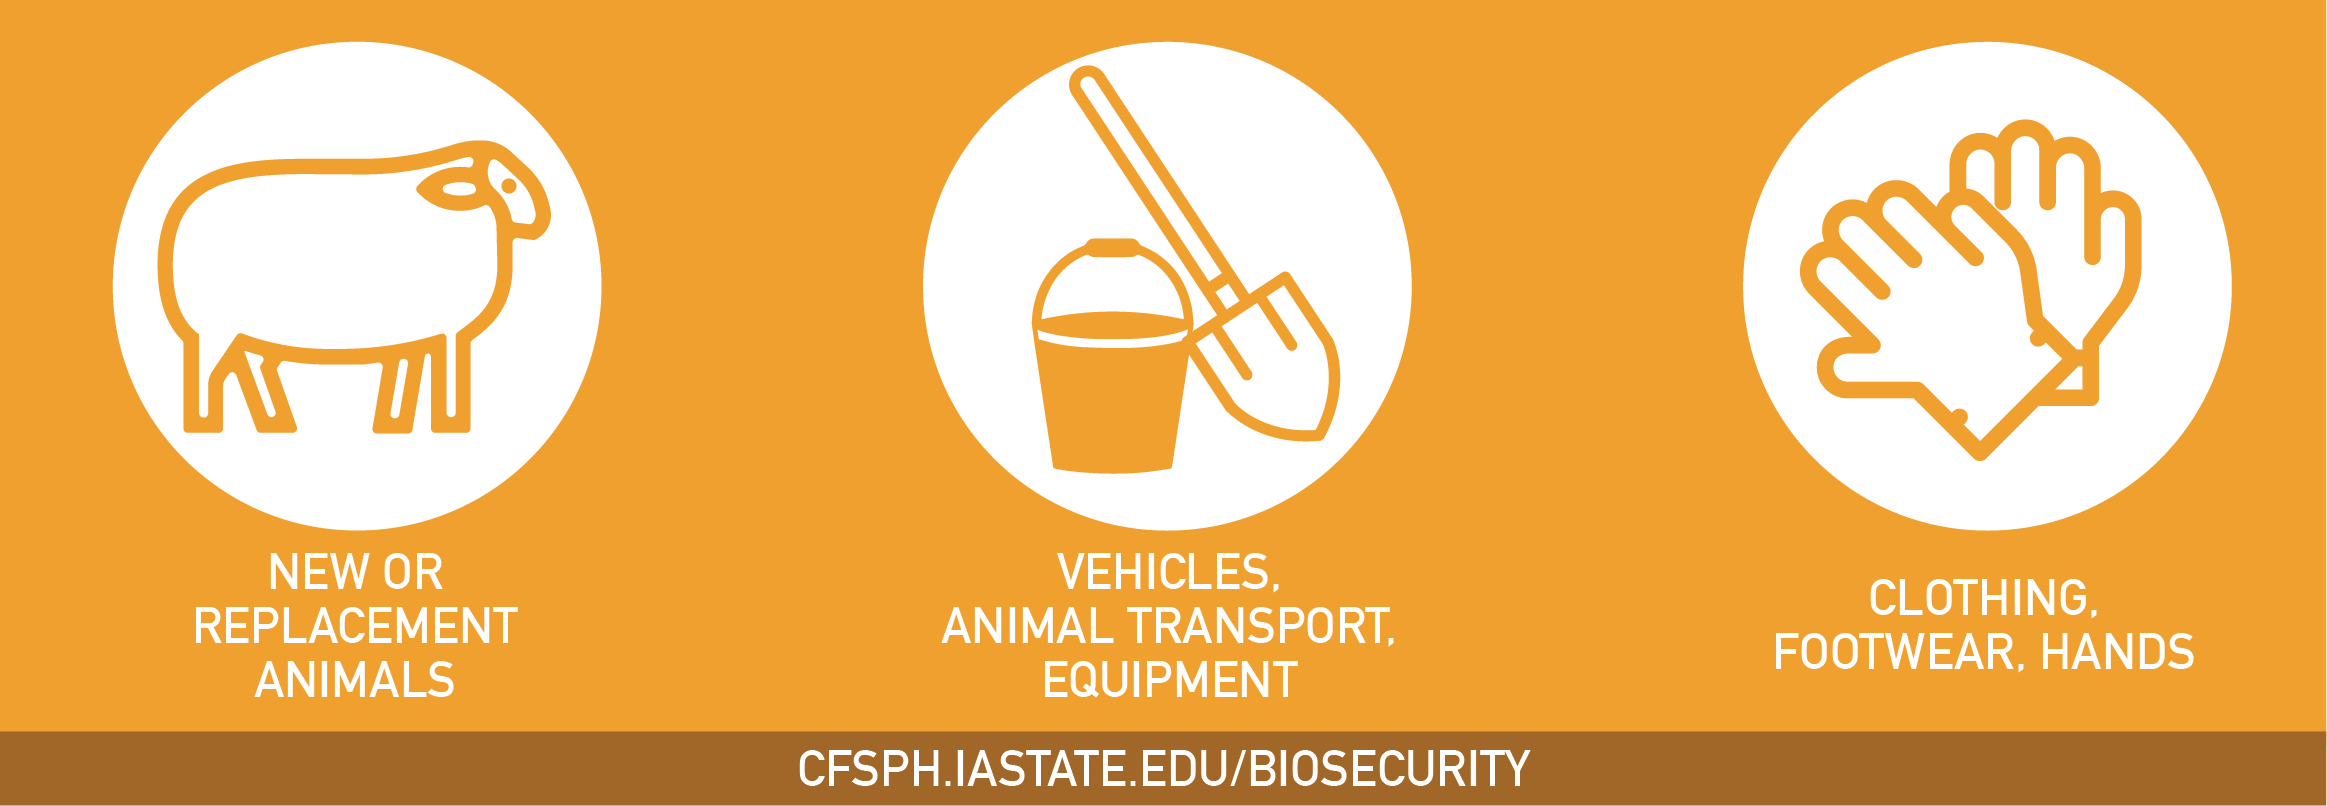 NEW OR
REPLACEMENT
ANIMALS
VEHICLES,
ANIMAL TRANSPORT,
EQUIPMENT
CLOTHING,
FOOTWEAR, HANDS
CFSPH.IASTATE.EDU/BIOSECURITY